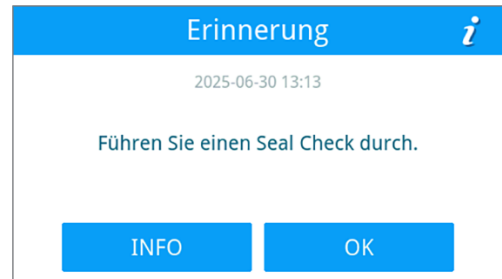 Erinnerung i
2025-06-30 13:13
Führen Sie einen Seal Check durch.
INFO OK